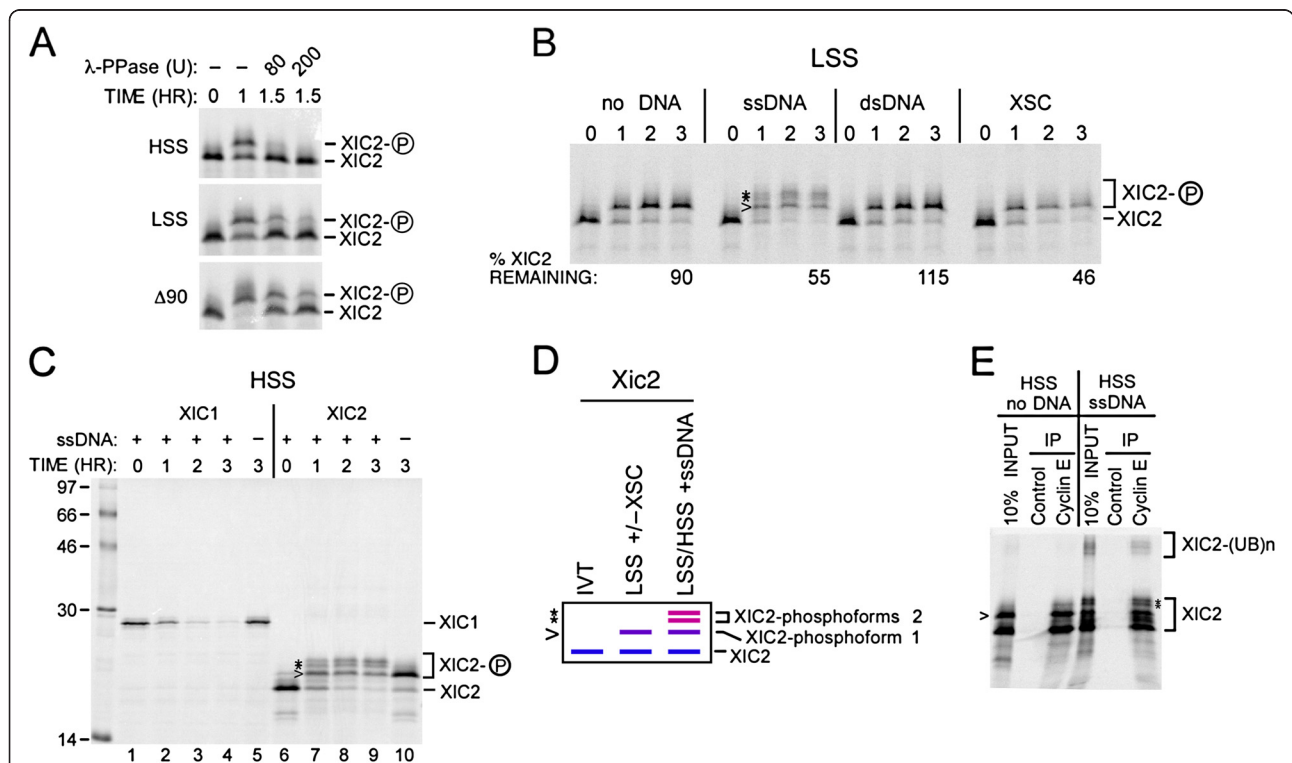 A
λ-PPase (U): – – 80 200
TIME (HR): 0 1 1.5 1.5
HSS
XIC2-Ⓟ
XIC2
LSS
XIC2-Ⓟ
XIC2
Δ90
XIC2-Ⓟ
XIC2
B
LSS
no DNA ssDNA dsDNA XSC
0 1 2 3 0 1 2 3 0 1 2 3 0 1 2 3
*
*
>
XIC2-Ⓟ
XIC2
% XIC2
REMAINING: 90 55 115 46
C
HSS
XIC1 XIC2
ssDNA: + + + + – + + + + –
TIME (HR): 0 1 2 3 3 0 1 2 3 3
97
66
46
30
14
XIC1
*
*
>
XIC2-Ⓟ
XIC2
1 2 3 4 5 6 7 8 9 10
D
Xic2
IVT
LSS +/–XSC
LSS/HSS +ssDNA
*
*
>
XIC2-phosphoforms 2
XIC2-phosphoform 1
XIC2
E
HSS
no DNA
HSS
ssDNA
10% INPUT
IP
Control
Cyclin E
10% INPUT
IP
Control
Cyclin E
XIC2-(UB)n
>
*
*
XIC2